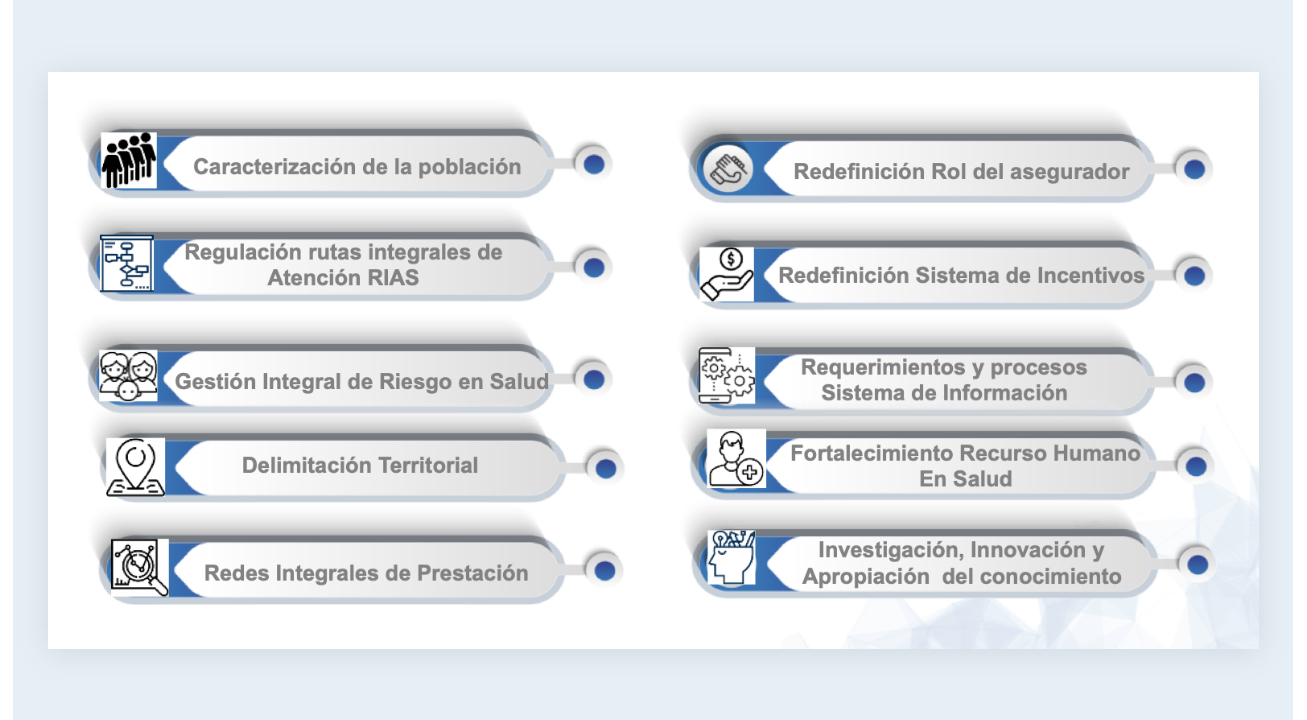 Caracterización de la población
Regulación rutas integrales de
Atención RIAS
Gestión Integral de Riesgo en Salud
Delimitación Territorial
Redes Integrales de Prestación
Redefinición Rol del asegurador
Redefinición Sistema de Incentivos
Requerimientos y procesos
Sistema de Información
Fortalecimiento Recurso Humano
En Salud
Investigación, Innovación y
Apropiación  del conocimiento